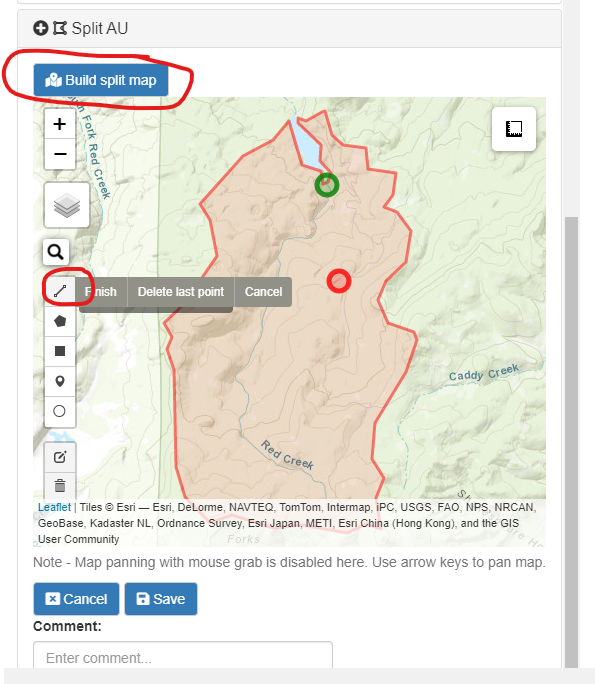 Split AU
Build split map
Fork Red Creek
+
−
Finish Delete last point Cancel
Caddy Creek
Red Creek
Leaflet | Tiles © Esri — Esri, DeLorme, NAVTEQ, TomTom, Intermap, iPC, USGS, FAO, NPS, NRCAN,
GeoBase, Kadaster NL, Ordnance Survey, Esri Japan, METI, Esri China (Hong Kong), and the GIS
User Community
Forks
Note - Map panning with mouse grab is disabled here. Use arrow keys to pan map.
Cancel Save
Comment:
Enter comment...